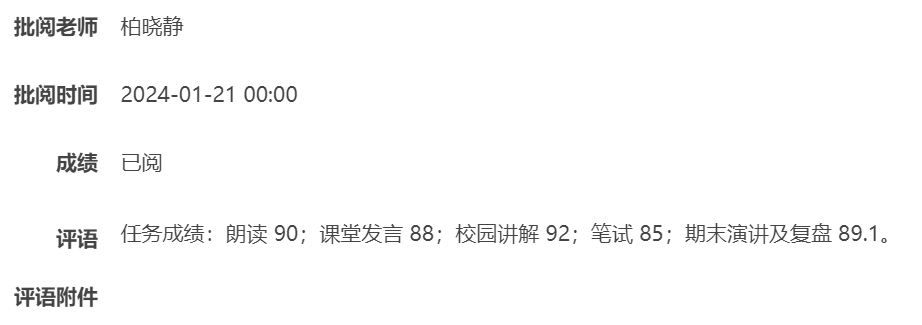 批阅老师 柏晓静
批阅时间 2024-01-21 00:00
成绩 已阅
评语 任务成绩：朗读 90；课堂发言 88；校园讲解 92；笔试 85；期末演讲及复盘 89.1。
评语附件